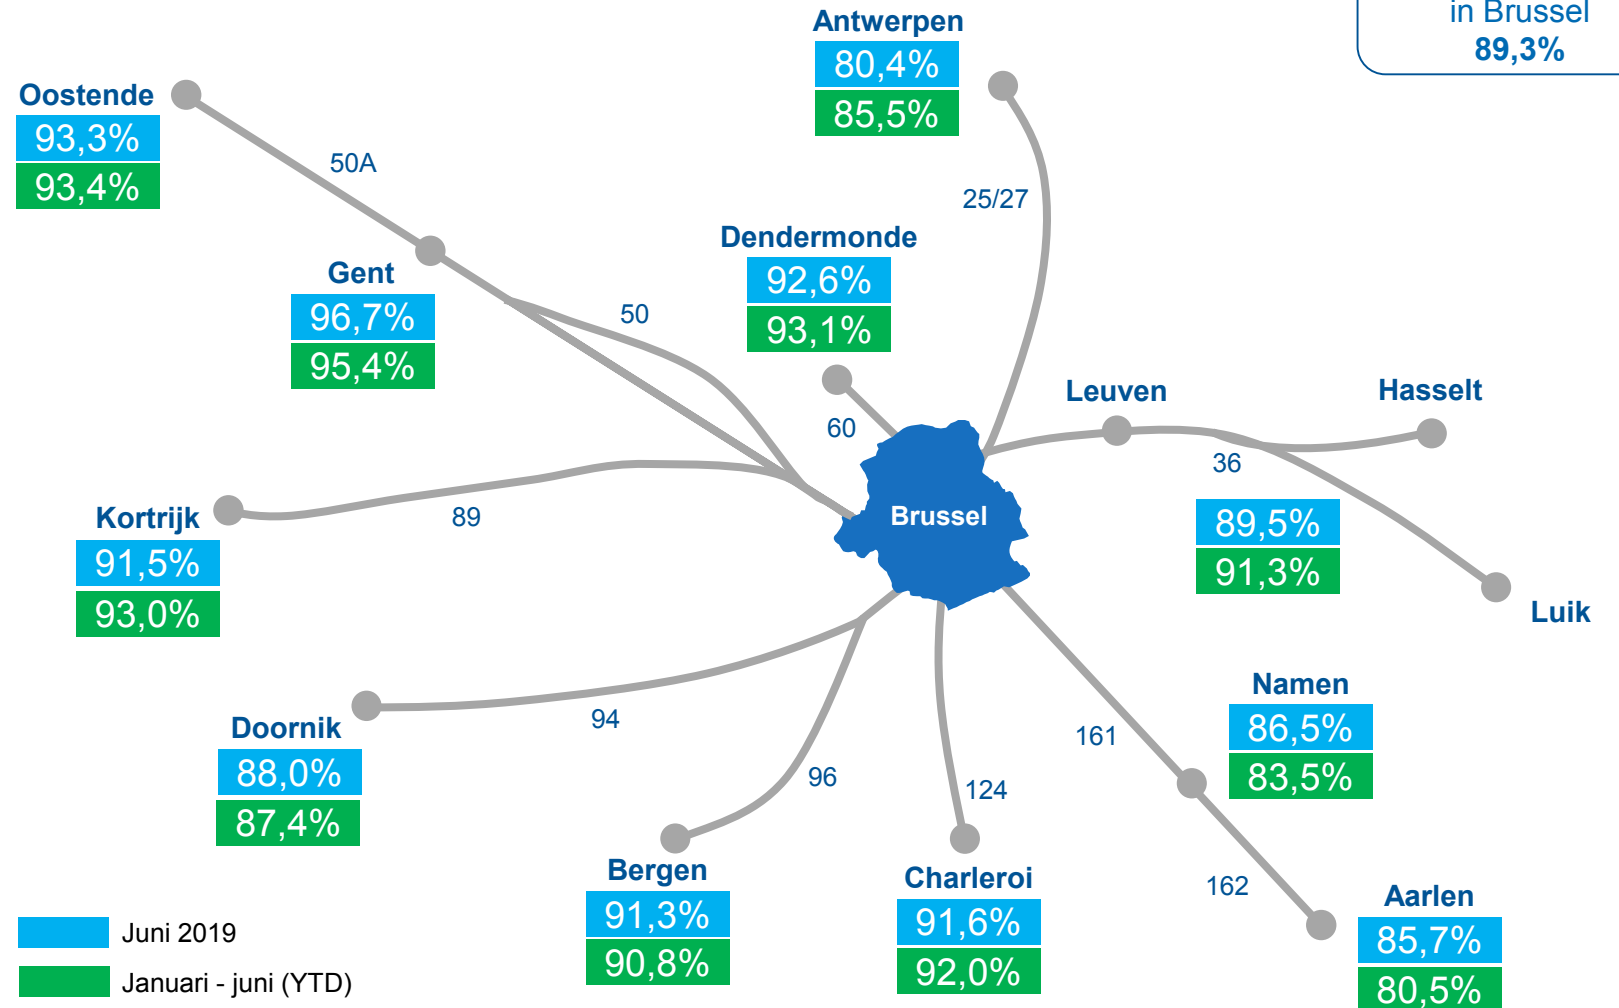 in Brussel
89,3%
Antwerpen
80,4%
85,5%
Oostende
93,3%
93,4%
50A
25/27
Dendermonde
92,6%
93,1%
Gent
96,7%
95,4%
50
60
Leuven
Hasselt
36
89,5%
91,3%
Luik
Brussel
Kortrijk
91,5%
93,0%
89
Doornik
88,0%
87,4%
94
96
124
161
Namen
86,5%
83,5%
162
Bergen
91,3%
90,8%
Charleroi
91,6%
92,0%
Aarlen
85,7%
80,5%
Juni 2019
Januari - juni (YTD)